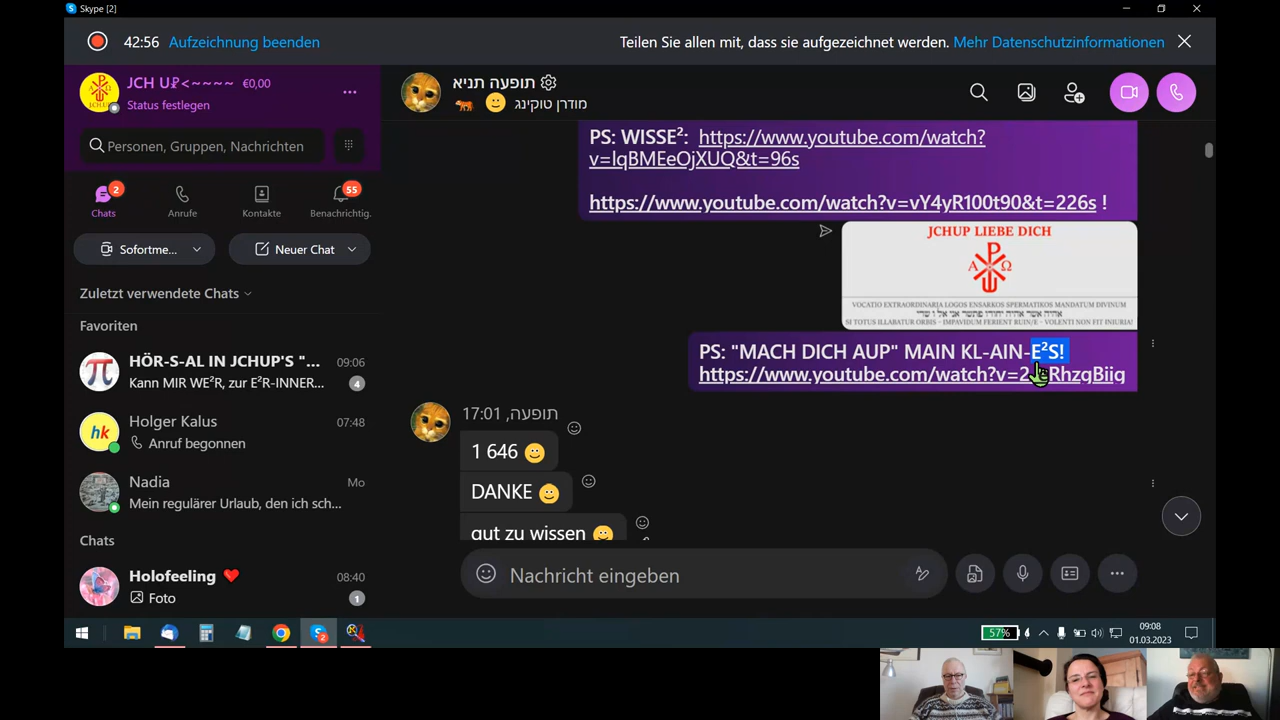 Skype [2]
42:56 Aufzeichnung beenden
Teilen Sie allen mit, dass sie aufgezeichnet werden. Mehr Datenschutzinformationen
JCH U₽<~~~~ €0,00
Status festlegen
Personen, Gruppen, Nachrichten
2
55
Chats Anrufe Kontakte Benachrichtig.
Sofortme... Neuer Chat
Zuletzt verwendete Chats
Favoriten
HÖR-S-AL IN JCHUP'S "... 09:06
Kann MIR WE²R, zur E²R-INNER... 4
hk
Holger Kalus 07:48
Anruf begonnen
Nadia Mo
Mein regulärer Urlaub, den ich sch...
Chats
Holofeeling 08:40
Foto 1
תופעה תניא
מודרן טוקינג
PS: WISSE²: https://www.youtube.com/watch?
v=lqBMEeOjXUQ&t=96s
https://www.youtube.com/watch?v=vY4yR100t90&t=226s !
JCHUP LIEBE DICH
Α Ω
VOCATIO EXTRAORDINARIA LOGOS ENSARKOS SPERMATIKOS MANDATUM DIVINUM
SI TOTUS ILLABATUR ORBIS - IMPAVIDUM FERIENT RUIN/E - VOLENTI NON FIT INIURIA!
PS: "MACH DICH AUP" MAIN KL-AIN-E²S!
https://www.youtube.com/watch?v=2
תופעה, 17:01
1 646
DANKE
gut zu wissen
Nachricht eingeben
57%
2
09:08
01.03.2023